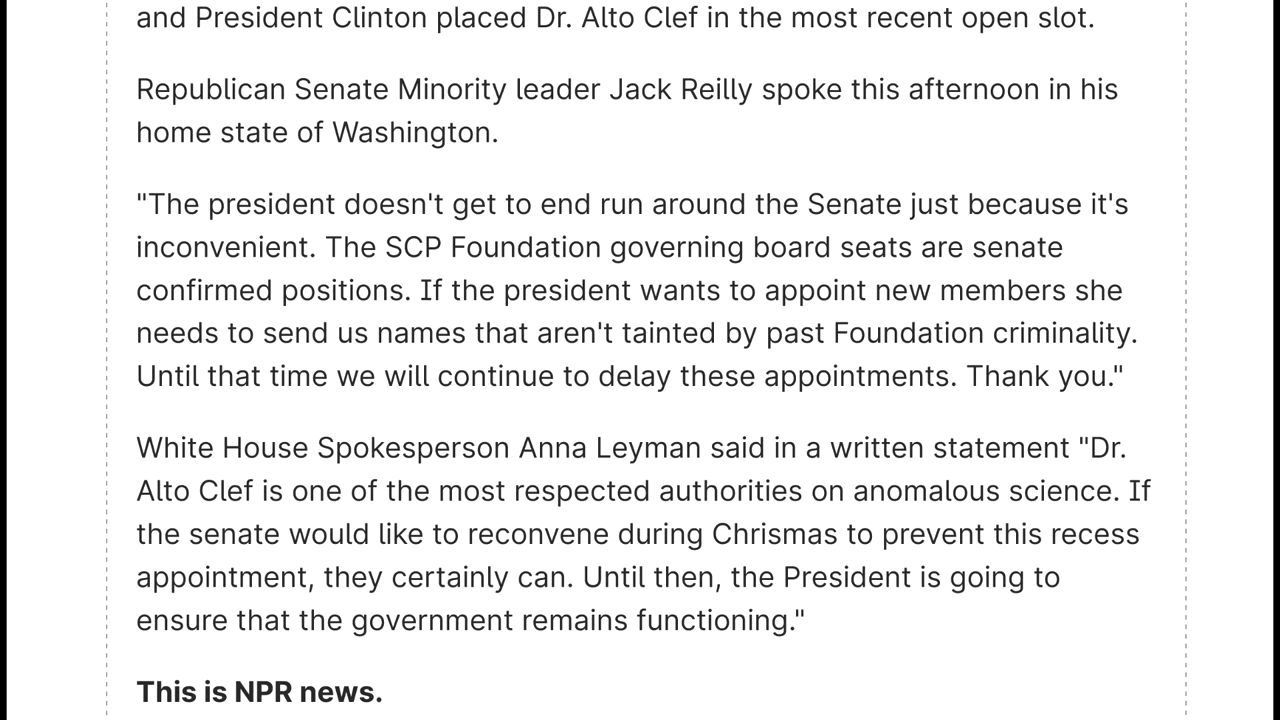 and President Clinton placed Dr. Alto Clef in the most recent open slot.
Republican Senate Minority leader Jack Reilly spoke this afternoon in his
home state of Washington.
"The president doesn't get to end run around the Senate just because it's
inconvenient. The SCP Foundation governing board seats are senate
confirmed positions. If the president wants to appoint new members she
needs to send us names that aren't tainted by past Foundation criminality.
Until that time we will continue to delay these appointments. Thank you."
White House Spokesperson Anna Leyman said in a written statement "Dr.
Alto Clef is one of the most respected authorities on anomalous science. If
the senate would like to reconvene during Chrismas to prevent this recess
appointment, they certainly can. Until then, the President is going to
ensure that the government remains functioning."
This is NPR news.